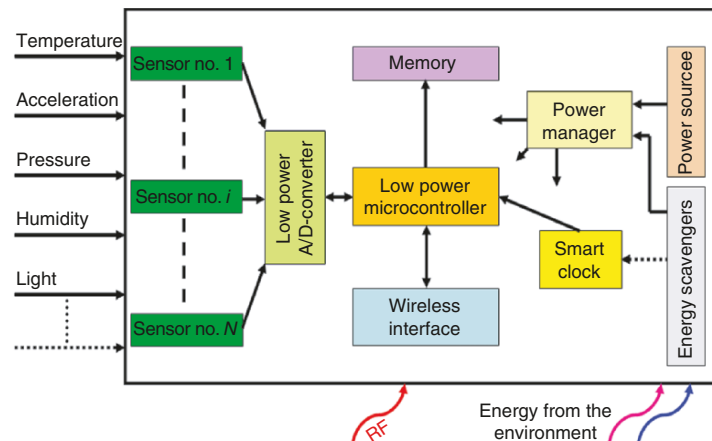 Temperature
Acceleration
Pressure
Humidity
Light
Sensor no. 1
Sensor no. i
Sensor no. N
Low power
A/D-converter
Memory
Low power
microcontroller
Wireless
interface
Power
manager
Smart
clock
Power sourcee
Energy scavengers
RF
Energy from the
environment